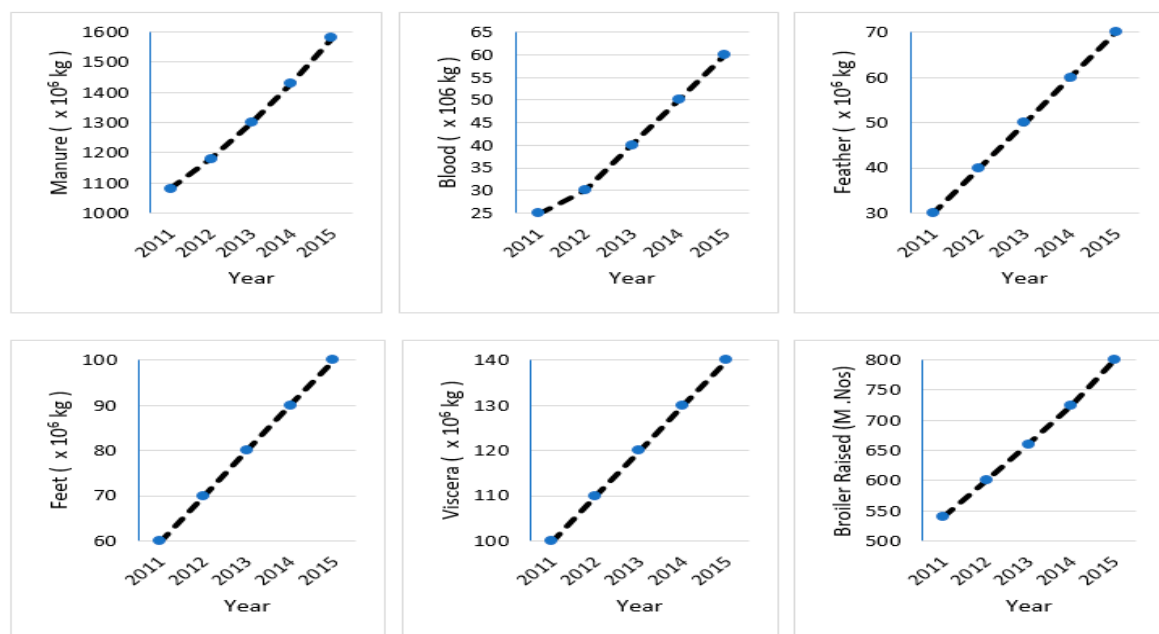 Manure ( x 10⁶ kg )
1600
1500
1400
1300
1200
1100
1000
2011 2012 2013 2014 2015
Year
Blood ( x 106 kg )
65
60
55
50
45
40
35
30
25
2011 2012 2013 2014 2015
Year
Feather ( x 10⁶ kg )
70
60
50
40
30
2011 2012 2013 2014 2015
Year
Feet ( x 10⁶ kg )
100
90
80
70
60
2011 2012 2013 2014 2015
Year
Viscera ( x 10⁶ kg )
140
130
120
110
100
2011 2012 2013 2014 2015
Year
Broiler Raised (M .Nos)
800
750
700
650
600
550
500
2011 2012 2013 2014 2015
Year